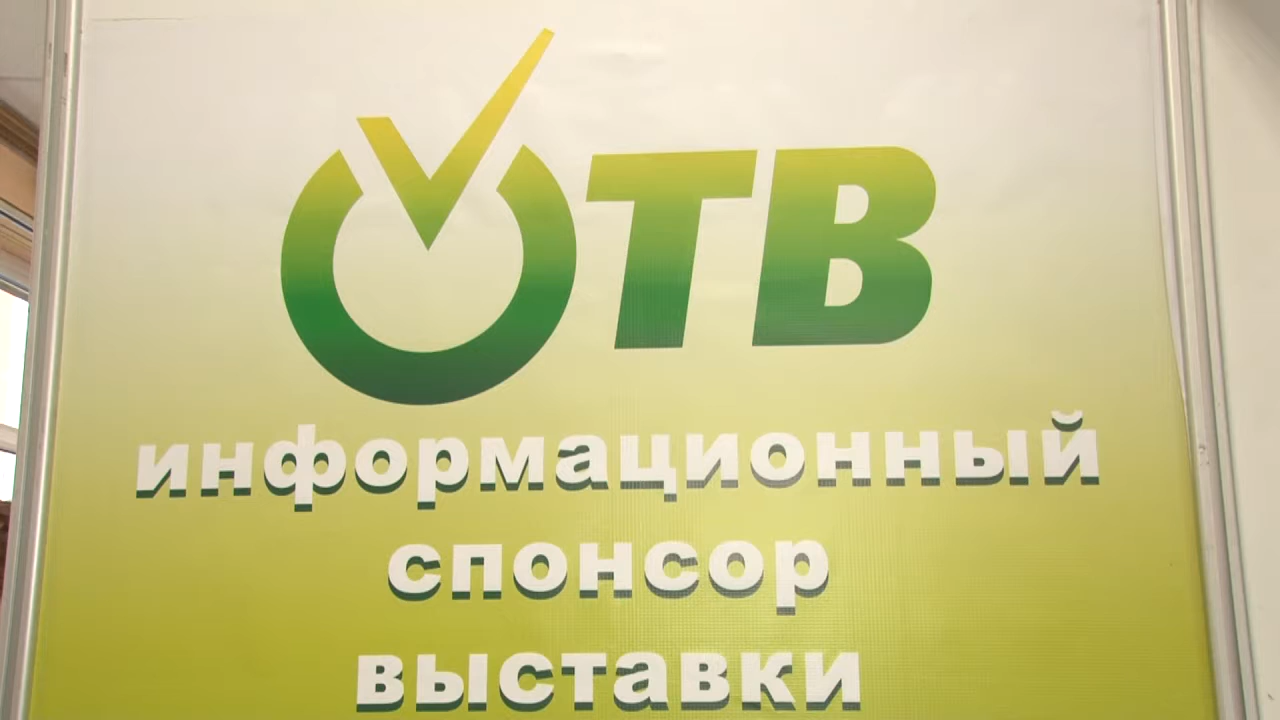 ОТВ
информационный
спонсор
выставки